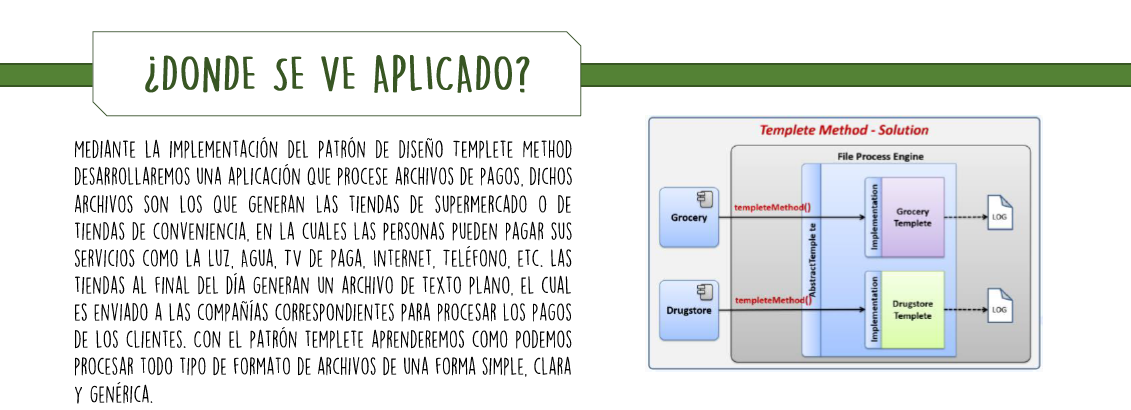 ¿DONDE SE VE APLICADO?
MEDIANTE LA IMPLEMENTACIÓN DEL PATRÓN DE DISEÑO TEMPLETE METHOD
DESARROLLAREMOS UNA APLICACIÓN QUE PROCESE ARCHIVOS DE PAGOS, DICHOS
ARCHIVOS SON LOS QUE GENERAN LAS TIENDAS DE SUPERMERCADO O DE
TIENDAS DE CONVENIENCIA, EN LA CUALES LAS PERSONAS PUEDEN PAGAR SUS
SERVICIOS COMO LA LUZ, AGUA, TV DE PAGA, INTERNET, TELÉFONO, ETC. LAS
TIENDAS AL FINAL DEL DÍA GENERAN UN ARCHIVO DE TEXTO PLANO, EL CUAL
ES ENVIADO A LAS COMPAÑÍAS CORRESPONDIENTES PARA PROCESAR LOS PAGOS
DE LOS CLIENTES. CON EL PATRÓN TEMPLETE APRENDEREMOS COMO PODEMOS
PROCESAR TODO TIPO DE FORMATO DE ARCHIVOS DE UNA FORMA SIMPLE, CLARA
Y GENÉRICA.
Templete Method - Solution
File Process Engine
Grocery
templeteMethod()
AbstractTemple te
Implementation
Grocery
Templete
LOG
Drugstore
templeteMethod()
Implementation
Drugstore
Templete
LOG